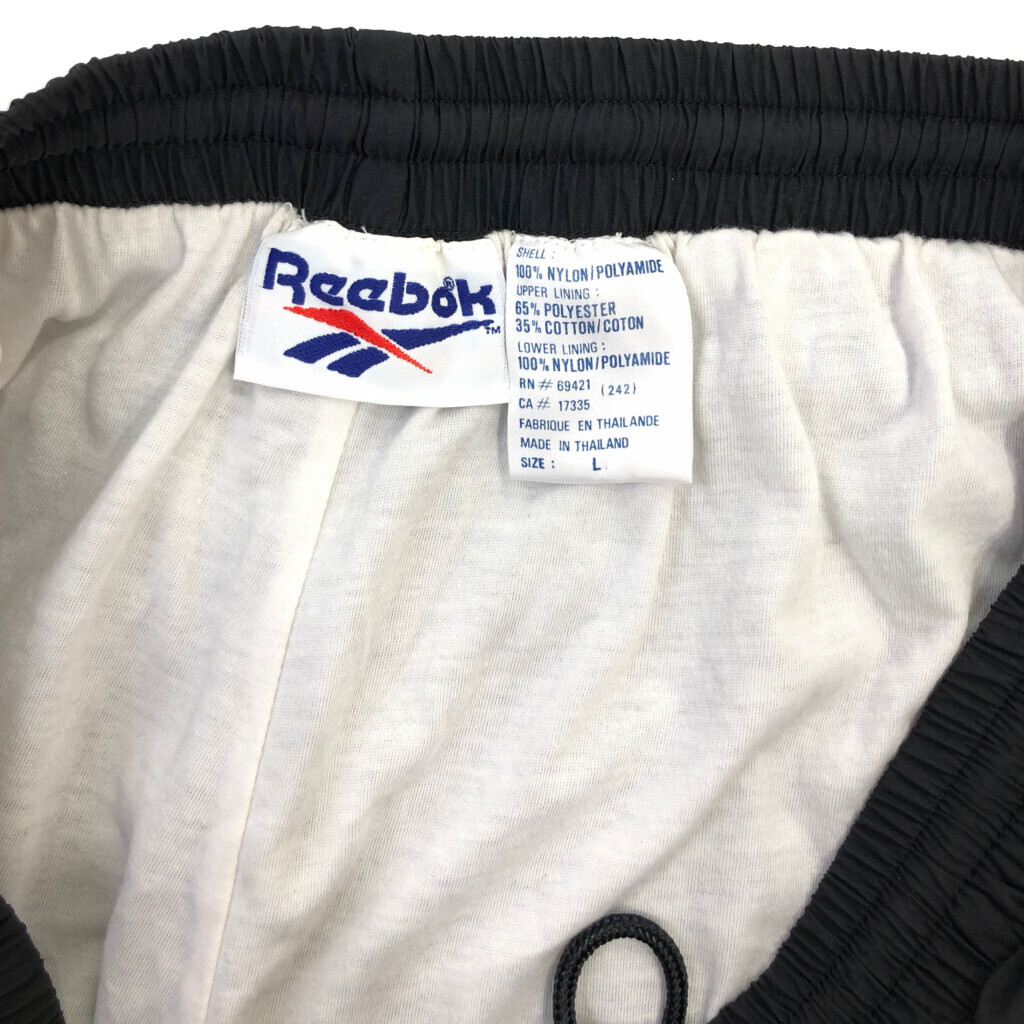 Reebok®
™
SHELL :
100% NYLON/POLYAMIDE
UPPER LINING :
65% POLYESTER
35% COTTON/COTON
LOWER LINING :
100% NYLON/POLYAMIDE
RN # 69421 (242)
CA # 17335
FABRIQUE EN THAILANDE
MADE IN THAILAND
SIZE : L